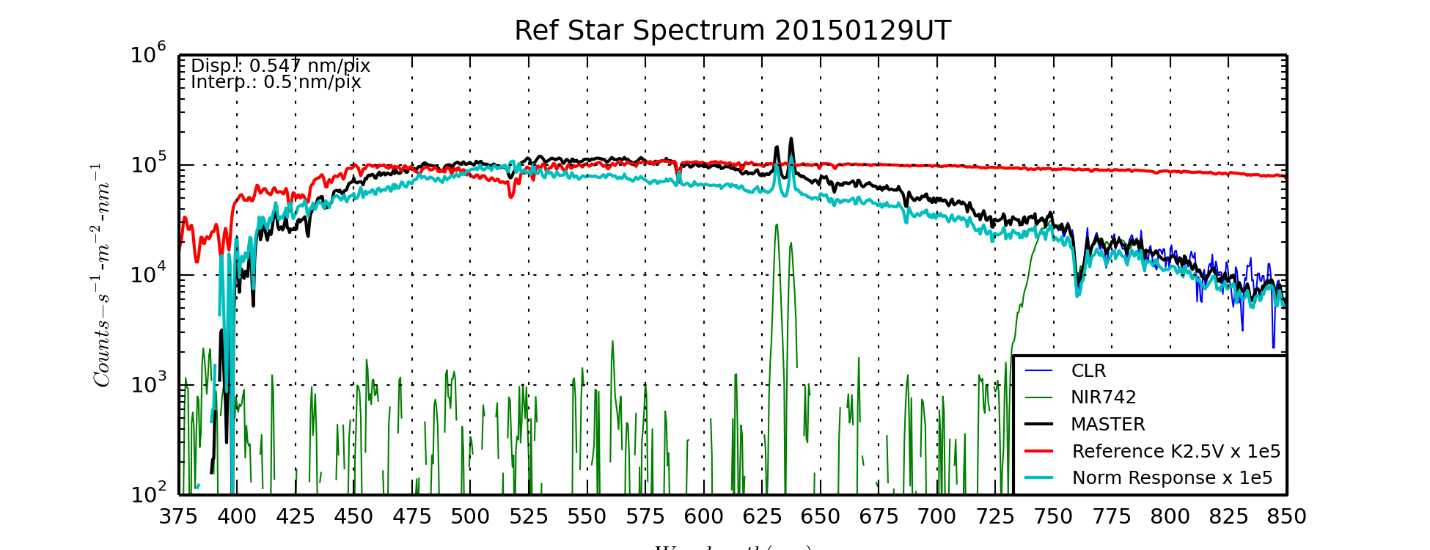 Ref Star Spectrum 20150129UT
Disp.: 0.547 nm/pix
Interp.: 0.5 nm/pix
10^6
10^5
10^4
10^3
10^2
Counts−s^−1-m^−2-nm^−1
CLR
NIR742
MASTER
Reference K2.5V x 1e5
Norm Response x 1e5
375 400 425 450 475 500 525 550 575 600 625 650 675 700 725 750 775 800 825 850